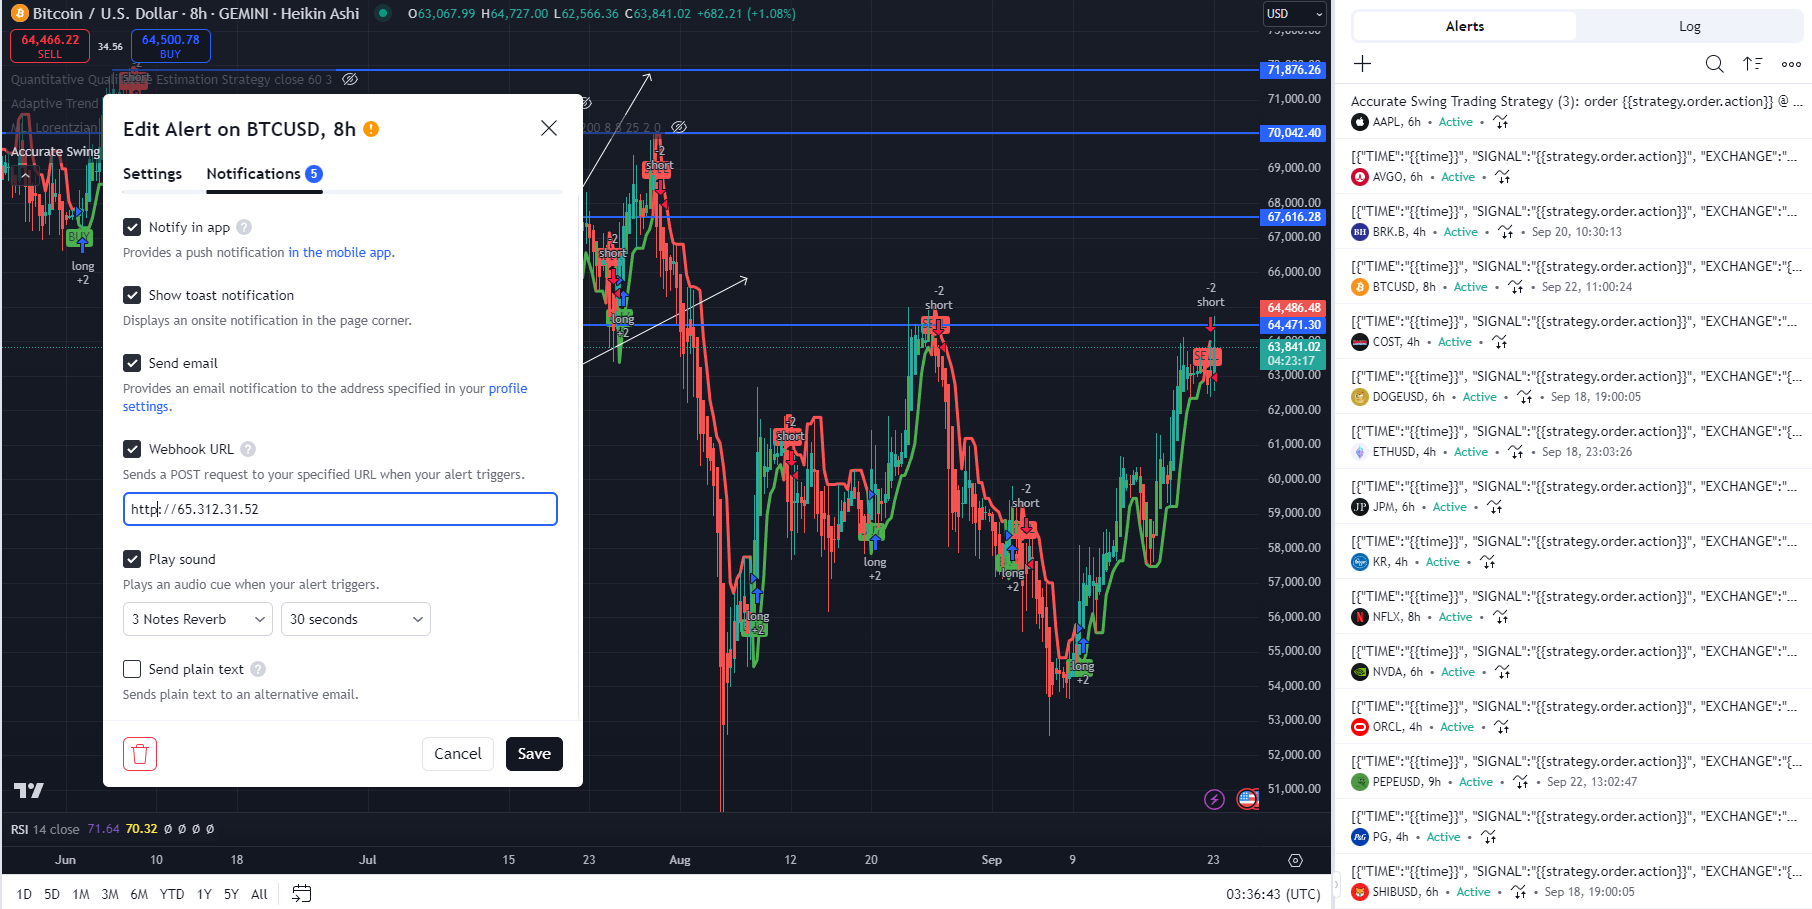 Bitcoin / U.S. Dollar · 8h · GEMINI · Heikin Ashi
O63,067.99 H64,727.00 L62,566.36 C63,841.02 +682.21 (+1.08%)
64,466.22
SELL
34.56
64,500.78
BUY
Estimation Strategy close 60 3
Adaptive Trend
Lorentzian
200 8 8 25 2 0
Accurate Swing
Edit Alert on BTCUSD, 8h
Settings
Notifications 5
Notify in app
Provides a push notification in the mobile app.
Show toast notification
Displays an onsite notification in the page corner.
Send email
Provides an email notification to the address specified in your profile
settings.
Webhook URL
Sends a POST request to your specified URL when your alert triggers.
http://65.312.31.52
Play sound
Plays an audio cue when your alert triggers.
3 Notes Reverb
30 seconds
Send plain text
Sends plain text to an alternative email.
Cancel
Save
BUY
long
+2
-2
short
-2
short
long
-2
short
long
+2
-2
short
long
+2
-2
short
-2
short
long
+2
long
+2
-2
short
USD
71,876.26
71,000.00
70,042.40
69,000.00
68,000.00
67,616.28
67,000.00
66,000.00
64,486.48
64,471.30
63,841.02
04:23:17
63,000.00
62,000.00
61,000.00
60,000.00
59,000.00
58,000.00
57,000.00
56,000.00
55,000.00
54,000.00
53,000.00
52,000.00
51,000.00
RSI 14 close 71.64 70.32 Ø Ø Ø Ø
Jun 10 18 Jul 15 23 Aug 12 20 Sep 9 23
1D 5D 1M 3M 6M YTD 1Y 5Y All
03:36:43 (UTC)
Alerts
Log
Accurate Swing Trading Strategy (3): order {{strategy.order.action}} @ ...
AAPL, 6h • Active •
[{"TIME":"{{time}}", "SIGNAL":"{{strategy.order.action}}", "EXCHANGE":"...
AVGO, 6h • Active •
[{"TIME":"{{time}}", "SIGNAL":"{{strategy.order.action}}", "EXCHANGE":"...
BRK.B, 4h • Active • • Sep 20, 10:30:13
[{"TIME":"{{time}}", "SIGNAL":"{{strategy.order.action}}", "EXCHANGE":"{...
BTCUSD, 8h • Active • • Sep 22, 11:00:24
[{"TIME":"{{time}}", "SIGNAL":"{{strategy.order.action}}", "EXCHANGE":"...
COST, 4h • Active •
[{"TIME":"{{time}}", "SIGNAL":"{{strategy.order.action}}", "EXCHANGE":"{...
DOGEUSD, 6h • Active • • Sep 18, 19:00:05
[{"TIME":"{{time}}", "SIGNAL":"{{strategy.order.action}}", "EXCHANGE":"{...
ETHUSD, 4h • Active • • Sep 18, 23:03:26
[{"TIME":"{{time}}", "SIGNAL":"{{strategy.order.action}}", "EXCHANGE":"...
JPM, 6h • Active •
[{"TIME":"{{time}}", "SIGNAL":"{{strategy.order.action}}", "EXCHANGE":"...
KR, 4h • Active •
[{"TIME":"{{time}}", "SIGNAL":"{{strategy.order.action}}", "EXCHANGE":"...
NFLX, 8h • Active •
[{"TIME":"{{time}}", "SIGNAL":"{{strategy.order.action}}", "EXCHANGE":"...
NVDA, 6h • Active •
[{"TIME":"{{time}}", "SIGNAL":"{{strategy.order.action}}", "EXCHANGE":"...
ORCL, 4h • Active •
[{"TIME":"{{time}}", "SIGNAL":"{{strategy.order.action}}", "EXCHANGE":"{...
PEPEUSD, 9h • Active • • Sep 22, 13:02:47
[{"TIME":"{{time}}", "SIGNAL":"{{strategy.order.action}}", "EXCHANGE":"...
PG, 4h • Active •
[{"TIME":"{{time}}", "SIGNAL":"{{strategy.order.action}}", "EXCHANGE":"{...
SHIBUSD, 6h • Active • • Sep 18, 19:00:05